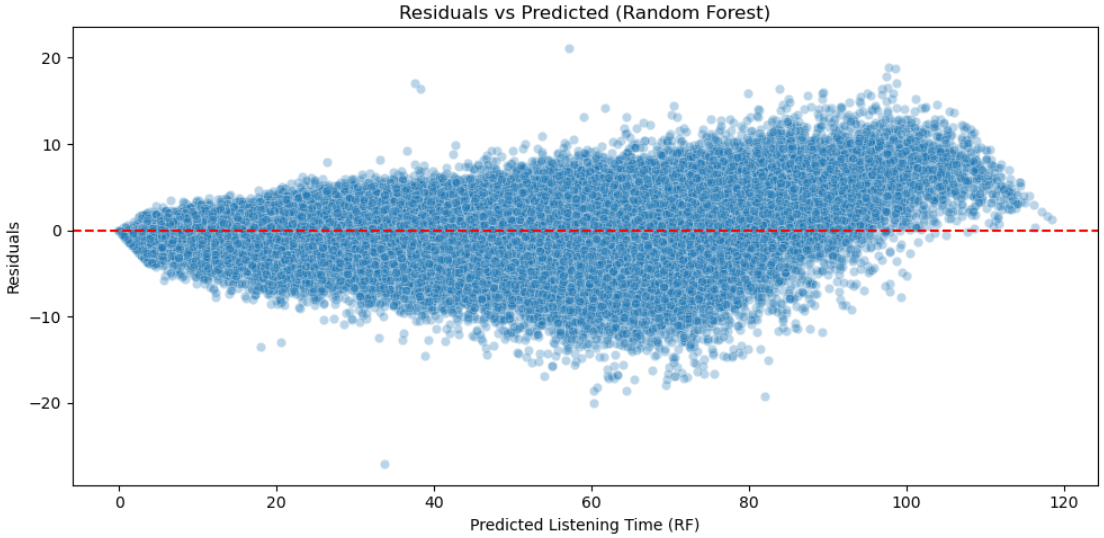 Residuals vs Predicted (Random Forest)
Residuals
20
10
0
−10
−20
0 20 40 60 80 100 120
Predicted Listening Time (RF)